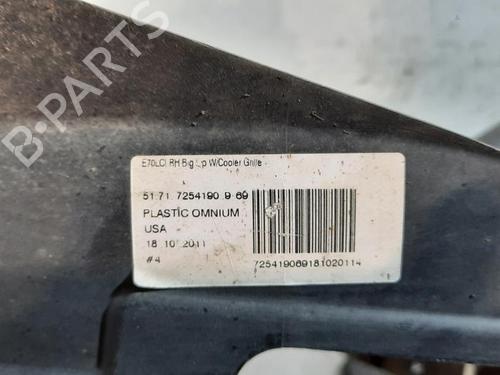 E70LCI RH Big Lip W/Cooler Grille
51.71 7254190.9 69
PLASTIC OMNIUM
USA
18.10.2011
#4
725419069181020114
B-PARTS